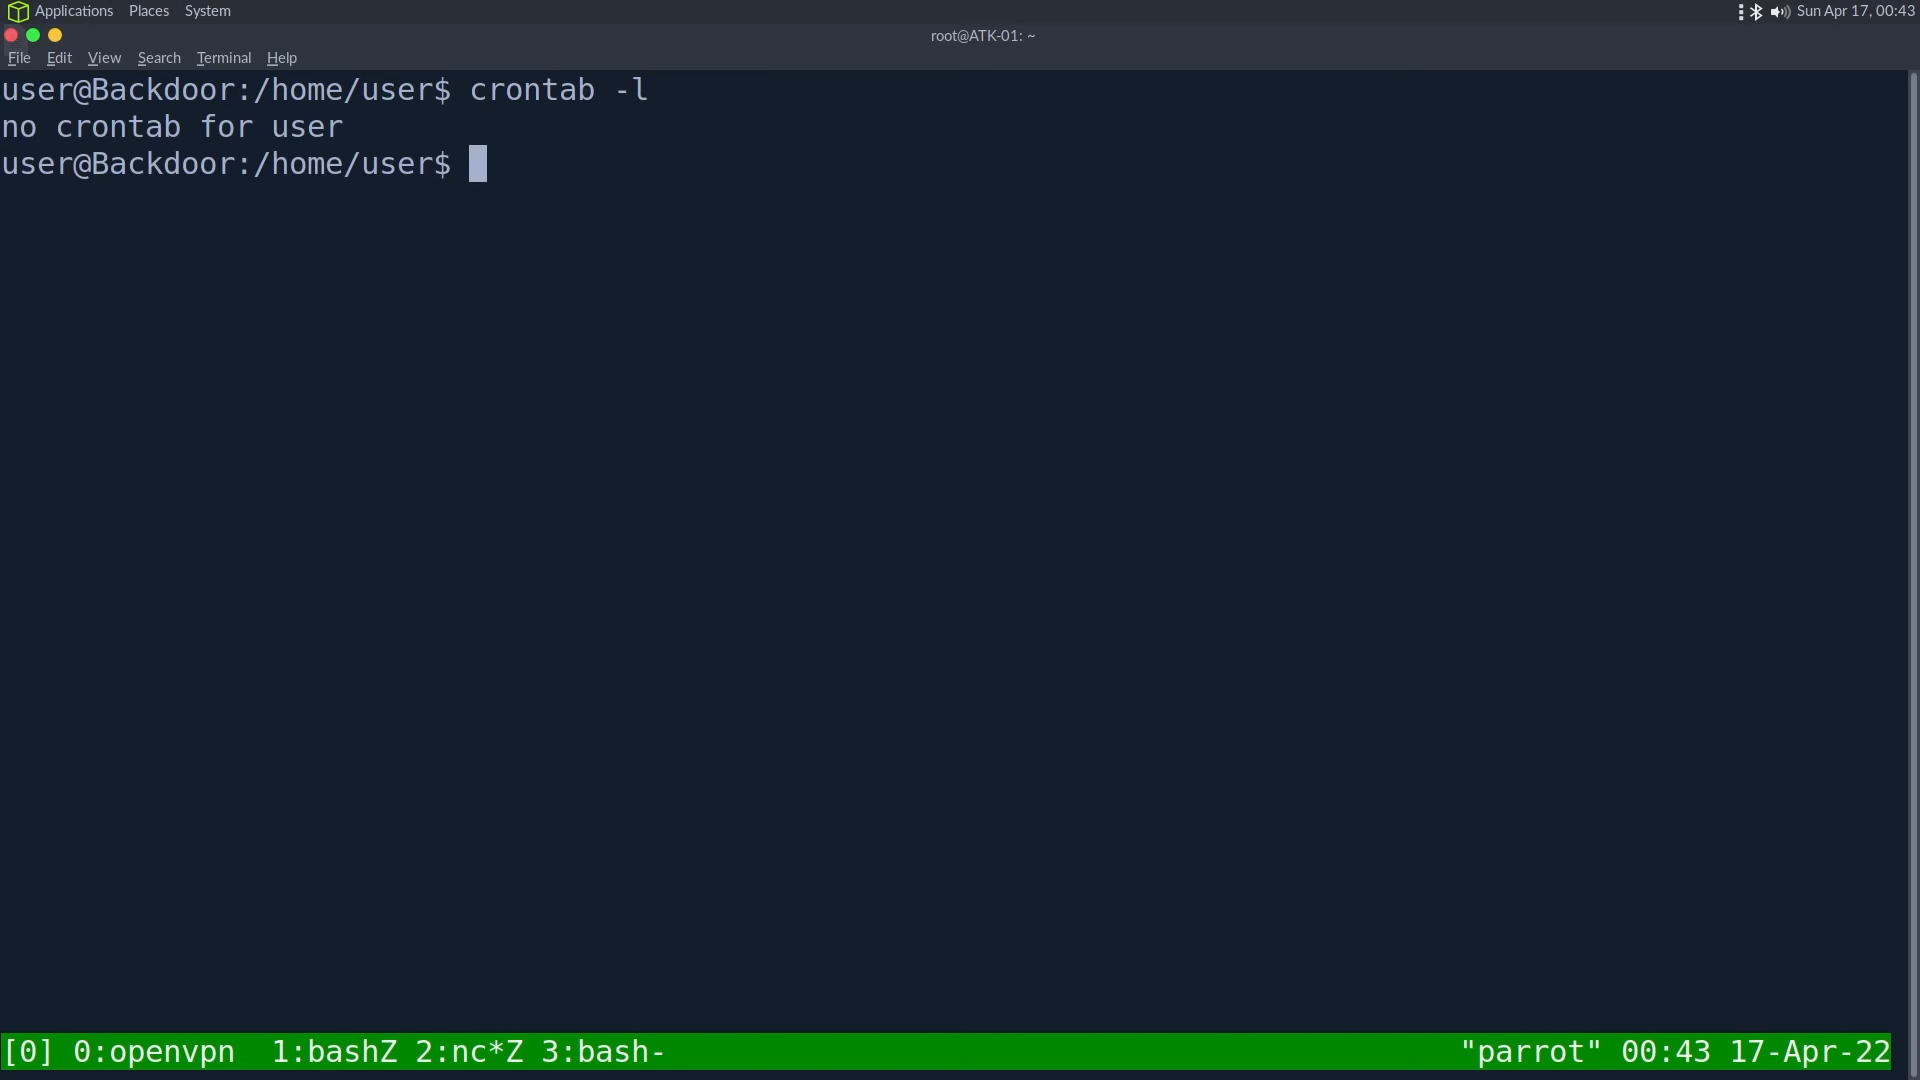 Applications Places System Sun Apr 17, 00:43
root@ATK-01: ~
File Edit View Search Terminal Help
user@Backdoor:/home/user$ crontab -l
no crontab for user
user@Backdoor:/home/user$
[0] 0:openvpn  1:bashZ 2:nc*Z 3:bash- "parrot" 00:43 17-Apr-22